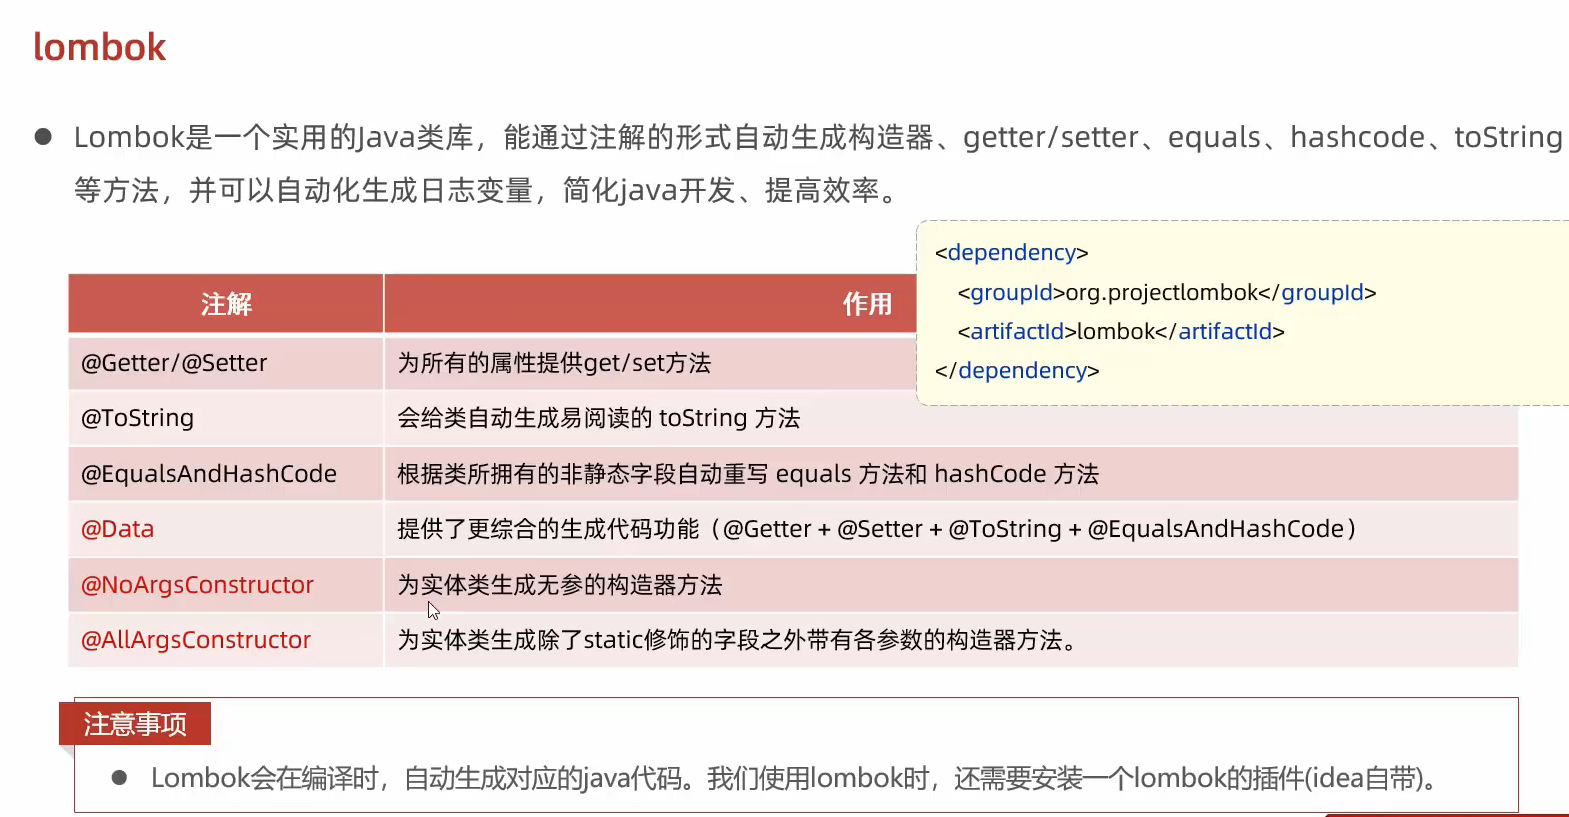 lombok
Lombok是一个实用的Java类库，能通过注解的形式自动生成构造器、getter/setter、equals、hashcode、toString
等方法，并可以自动化生成日志变量，简化java开发、提高效率。
<dependency>
<groupId>org.projectlombok</groupId>
<artifactId>lombok</artifactId>
</dependency>
注解 作用
@Getter/@Setter 为所有的属性提供get/set方法
@ToString 会给类自动生成易阅读的 toString 方法
@EqualsAndHashCode 根据类所拥有的非静态字段自动重写 equals 方法和 hashCode 方法
@Data 提供了更综合的生成代码功能（@Getter + @Setter + @ToString + @EqualsAndHashCode）
@NoArgsConstructor 为实体类生成无参的构造器方法
@AllArgsConstructor 为实体类生成除了static修饰的字段之外带有各参数的构造器方法。
注意事项
Lombok会在编译时，自动生成对应的java代码。我们使用lombok时，还需要安装一个lombok的插件(idea自带)。